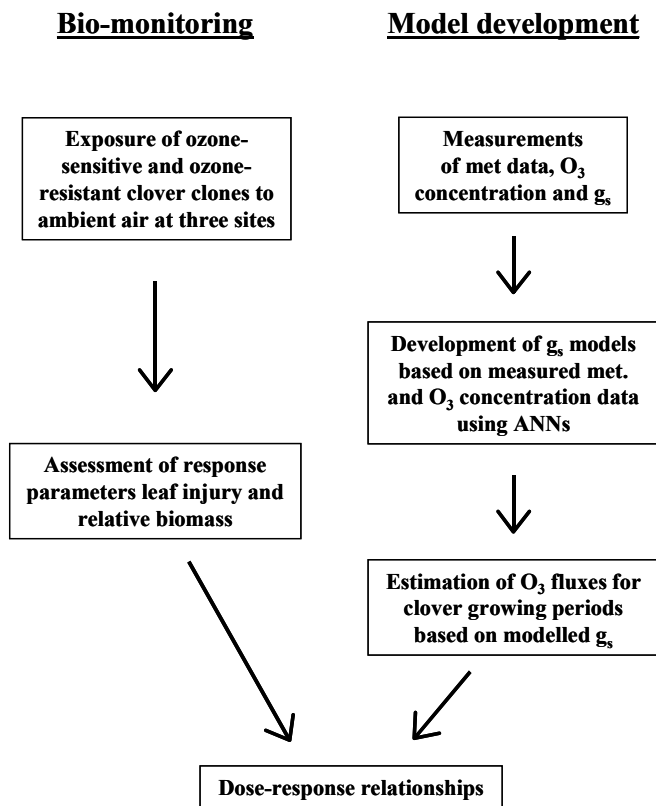 Bio-monitoring
Exposure of ozone-
sensitive and ozone-
resistant clover clones to
ambient air at three sites
Assessment of response
parameters leaf injury and
relative biomass
Model development
Measurements
of met data, O₃
concentration and gₛ
Development of gₛ models
based on measured met.
and O₃ concentration data
using ANNs
Estimation of O₃ fluxes for
clover growing periods
based on modelled gₛ
Dose-response relationships